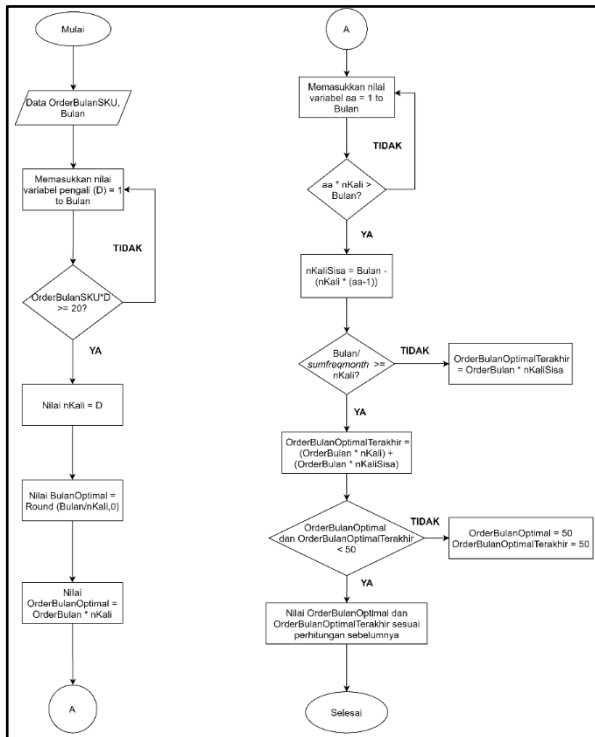 Mulai
Data OrderBulanSKU,
Bulan
Memasukkan nilai
variabel pengali (D) = 1
to Bulan
TIDAK
OrderBulanSKU*D
>= 20?
YA
Nilai nKali = D
Nilai BulanOptimal =
Round (Bulan/nKali,0)
Nilai
OrderBulanOptimal =
OrderBulan * nKali
A
A
Memasukkan nilai
variabel aa = 1 to
Bulan
TIDAK
aa * nKali >
Bulan?
YA
nKaliSisa = Bulan -
(nKali * (aa-1))
Bulan/
sumfreqmonth >=
nKali?
TIDAK
OrderBulanOptimalTerakhir
= OrderBulan * nKaliSisa
YA
OrderBulanOptimalTerakhir =
(OrderBulan * nKali) +
(OrderBulan * nKaliSisa)
OrderBulanOptimal
dan OrderBulanOptimalTerakhir
< 50
TIDAK
OrderBulanOptimal = 50
OrderBulanOptimalTerakhir = 50
YA
Nilai OrderBulanOptimal dan
OrderBulanOptimalTerakhir sesuai
perhitungan sebelumnya
Selesai